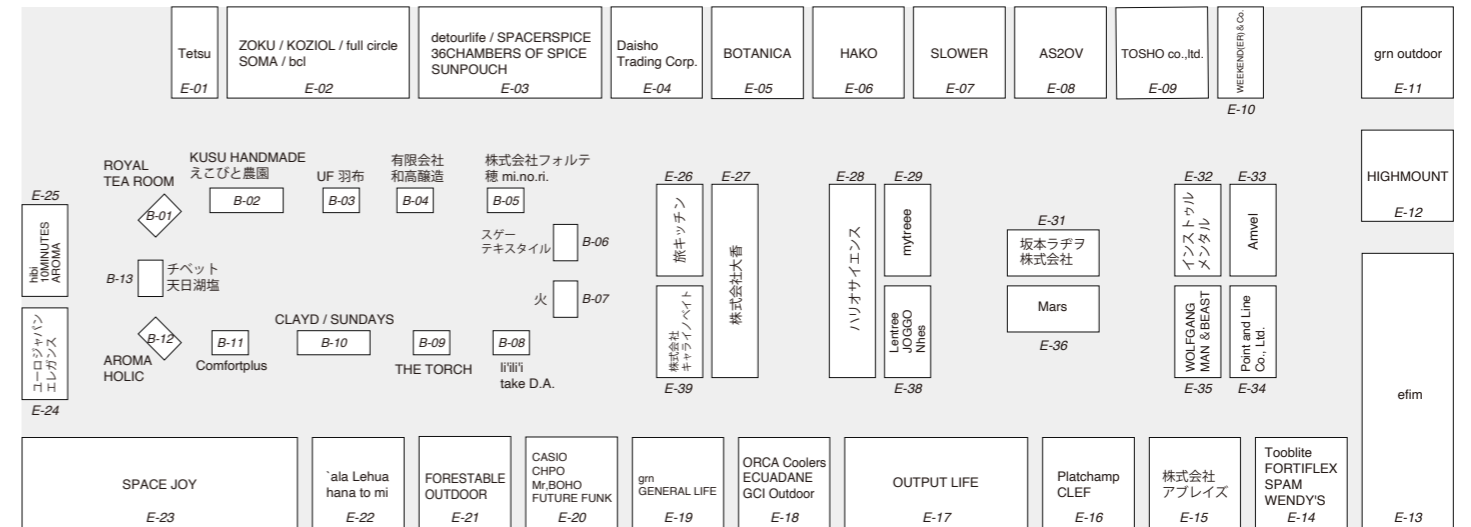 Tetsu
E-01
ZOKU / KOZIOL / full circle
SOMA / bcl
E-02
detourlife / SPACERSPICE
36CHAMBERS OF SPICE
SUNPOUCH
E-03
Daisho
Trading Corp.
E-04
BOTANICA
E-05
HAKO
E-06
SLOWER
E-07
AS2OV
E-08
TOSHO co.,ltd.
E-09
WEEKEND(ER) & Co.
E-10
grn outdoor
E-11
HIGHMOUNT
E-12
ROYAL
TEA ROOM
B-01
KUSU HANDMADE
えこびと農園
B-02
UF 羽布
B-03
有限会社
和高醸造
B-04
株式会社フォルテ
穂 mi.no.ri.
B-05
スゲー
テキスタイル
B-06
火
B-07
E-25
hibi
10MINUTES
AROMA
B-13
チベット
天日湖塩
ユーロジャパン
エレガンス
E-24
B-12
AROMA
HOLIC
B-11
Comfortplus
CLAYD / SUNDAYS
B-10
B-09
THE TORCH
B-08
li'ili'i
take D.A.
E-26
旅キッチン
E-27
株式会社大香
株式会社
キャライノベイト
E-39
E-28
ハリオサイエンス
E-29
mytreee
Lentree
JOGGO
Nhes
E-38
E-31
坂本ラヂヲ
株式会社
Mars
E-36
E-32
インストゥル
メンタル
E-33
Amvel
WOLFGANG
MAN & BEAST
E-35
Point and Line
Co., Ltd.
E-34
efim
E-13
SPACE JOY
E-23
`ala Lehua
hana to mi
E-22
FORESTABLE
OUTDOOR
E-21
CASIO
CHPO
Mr,BOHO
FUTURE FUNK
E-20
grn
GENERAL LIFE
E-19
ORCA Coolers
ECUADANE
GCI Outdoor
E-18
OUTPUT LIFE
E-17
Platchamp
CLEF
E-16
株式会社
アブレイズ
E-15
Tooblite
FORTIFLEX
SPAM
WENDY'S
E-14